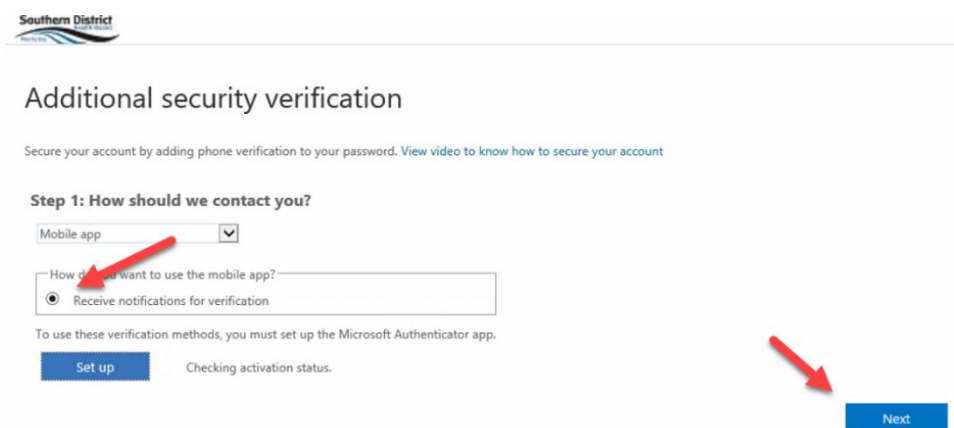 Southern District
Additional security verification
Secure your account by adding phone verification to your password. View video to know how to secure your account
Step 1: How should we contact you?
Mobile app
How do you want to use the mobile app?
Receive notifications for verification
To use these verification methods, you must set up the Microsoft Authenticator app.
Set up Checking activation status.
Next